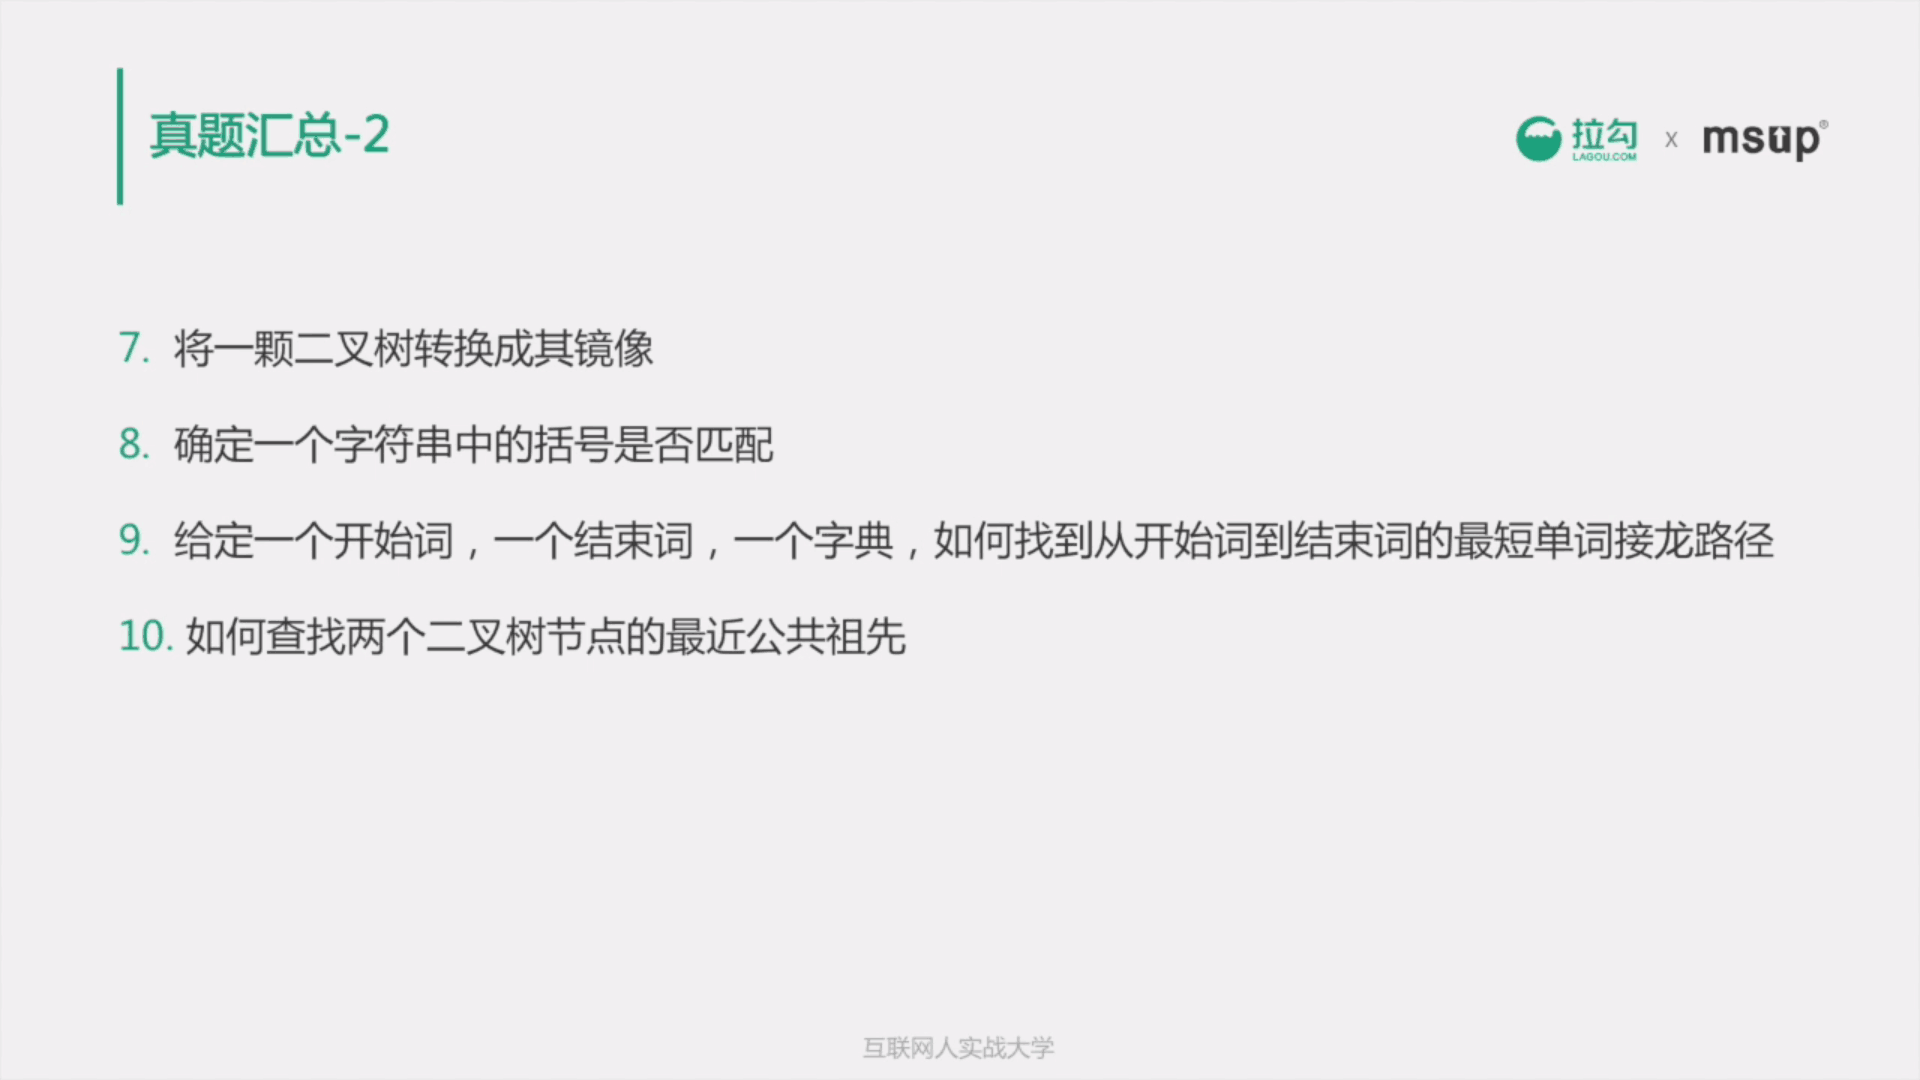 真题汇总-2
拉勾 x msup®
LAGOU.COM
7. 将一颗二叉树转换成其镜像
8. 确定一个字符串中的括号是否匹配
9. 给定一个开始词，一个结束词，一个字典，如何找到从开始词到结束词的最短单词接龙路径
10. 如何查找两个二叉树节点的最近公共祖先
互联网人实战大学